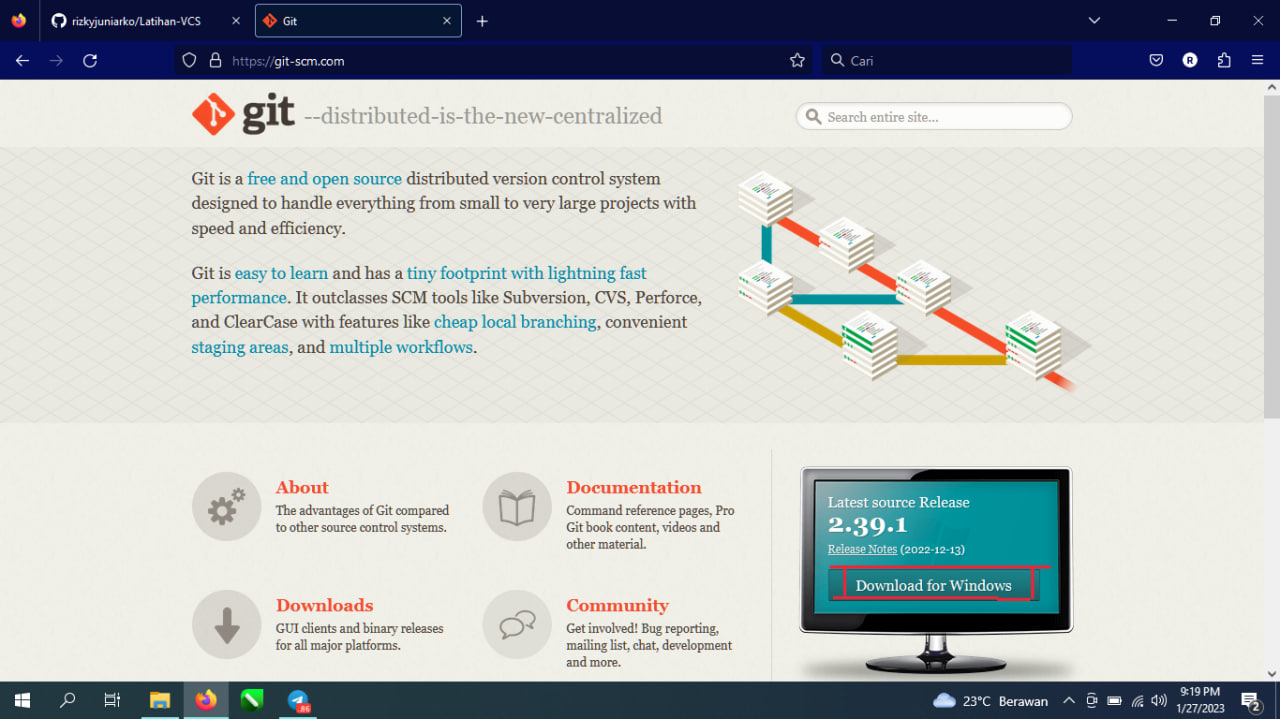 rizkyjuniarko/Latihan-VCS
Git
https://git-scm.com
Cari
git --distributed-is-the-new-centralized
Search entire site...
Git is a free and open source distributed version control system
designed to handle everything from small to very large projects with
speed and efficiency.
Git is easy to learn and has a tiny footprint with lightning fast
performance. It outclasses SCM tools like Subversion, CVS, Perforce,
and ClearCase with features like cheap local branching, convenient
staging areas, and multiple workflows.
About
The advantages of Git compared
to other source control systems.
Documentation
Command reference pages, Pro
Git book content, videos and
other material.
Downloads
GUI clients and binary releases
for all major platforms.
Community
Get involved! Bug reporting,
mailing list, chat, development
and more.
Latest source Release
2.39.1
Release Notes (2022-12-13)
Download for Windows
23°C Berawan
9:19 PM
1/27/2023
R
86
2